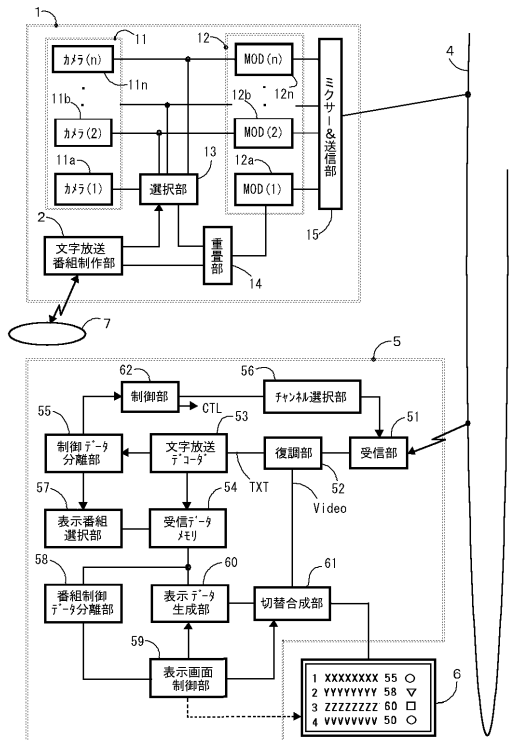 1
11
12
4
カメラ(n)
11n
MOD(n)
12n
ミクサー&送信部
11b
カメラ(2)
12b
MOD(2)
11a
カメラ(1)
13
選択部
12a
MOD(1)
15
2
文字放送
番組制作部
重畳部
14
7
5
62
制御部
CTL
56
チャンネル選択部
55
制御データ
分離部
53
文字放送
デコーダ
TXT
復調部
52
Video
51
受信部
57
表示番組
選択部
54
受信データ
メモリ
58
番組制御
データ分離部
60
表示データ
生成部
61
切替合成部
59
表示画面
制御部
6
1 XXXXXXXX 55 ○
2 YYYYYYYY 58 ▽
3 ZZZZZZZZ 60 □
4 VVVVVVVV 50 ○